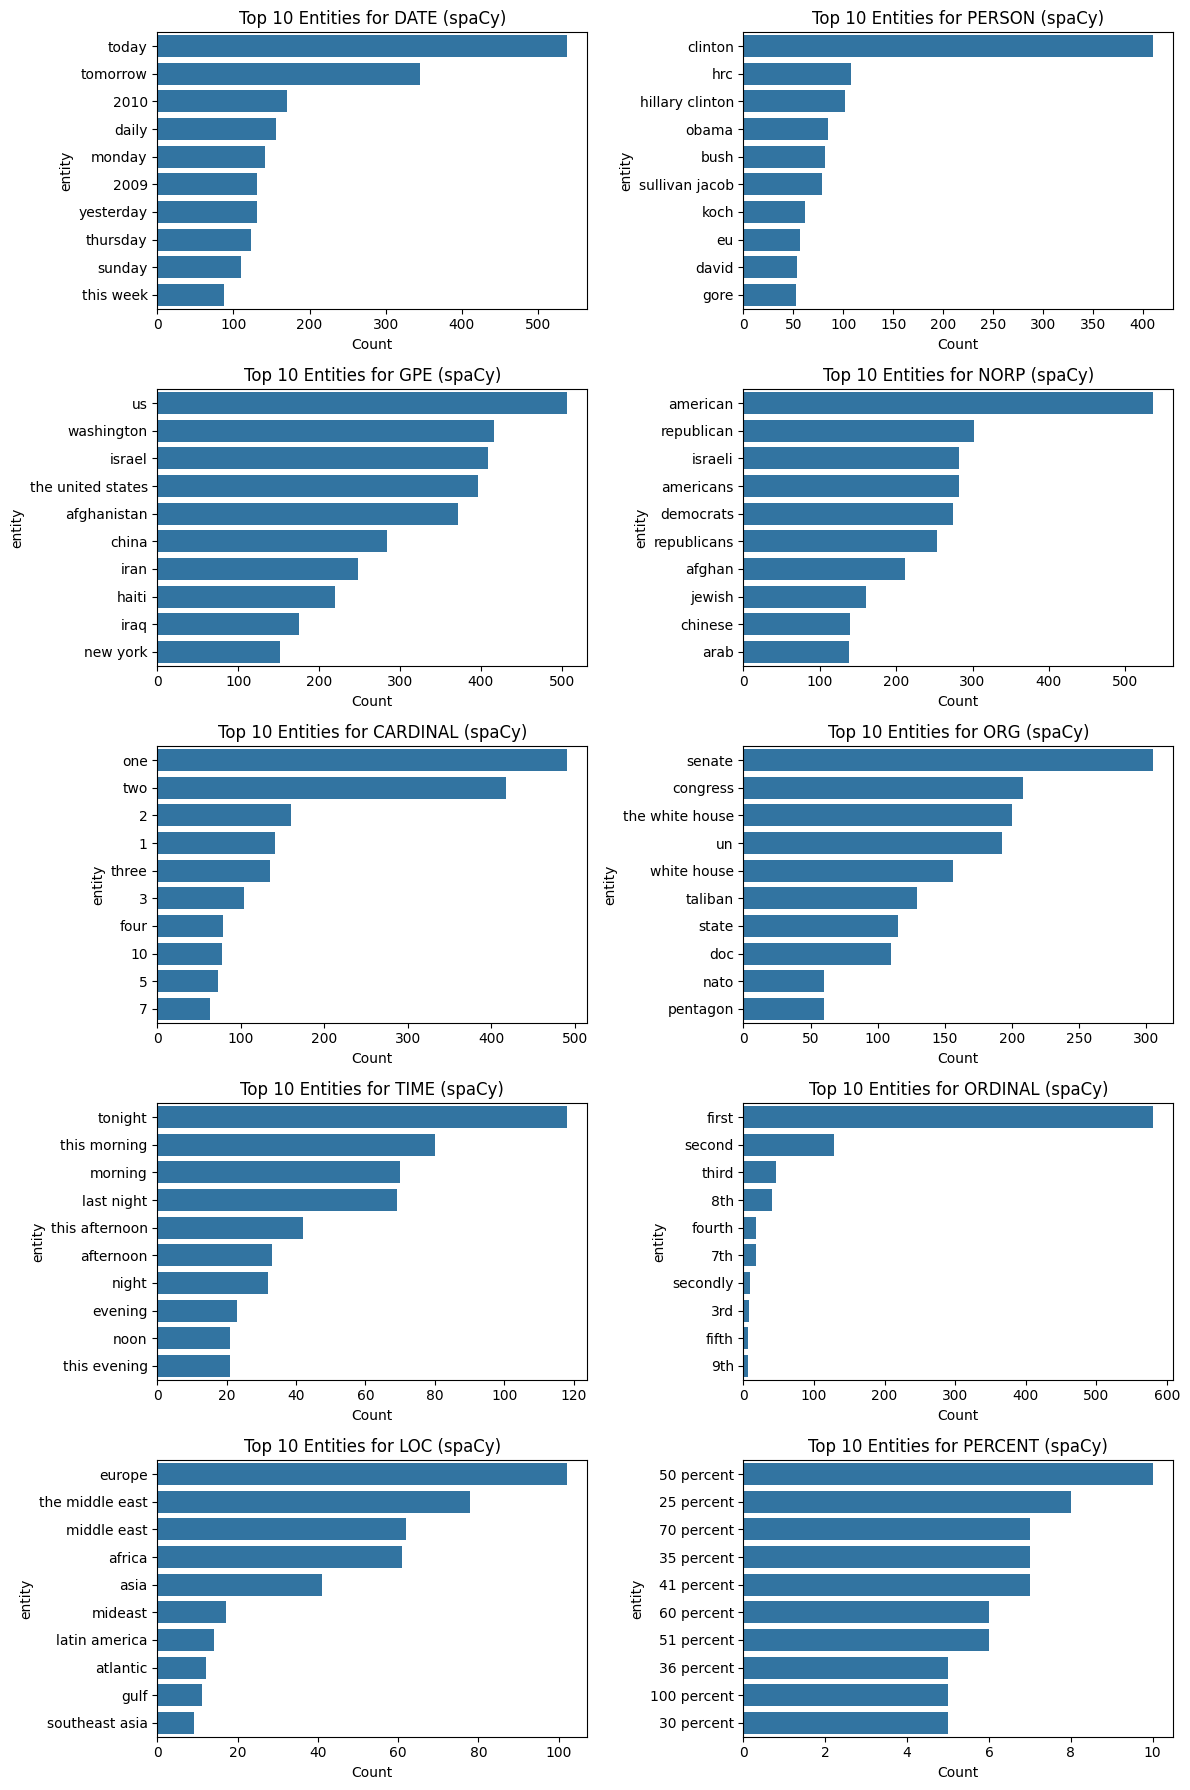 Top 10 Entities for DATE (spaCy)
entity
today
tomorrow
2010
daily
monday
2009
yesterday
thursday
sunday
this week
0 100 200 300 400 500
Count
Top 10 Entities for PERSON (spaCy)
entity
clinton
hrc
hillary clinton
obama
bush
sullivan jacob
koch
eu
david
gore
0 50 100 150 200 250 300 350 400
Count
Top 10 Entities for GPE (spaCy)
entity
us
washington
israel
the united states
afghanistan
china
iran
haiti
iraq
new york
0 100 200 300 400 500
Count
Top 10 Entities for NORP (spaCy)
entity
american
republican
israeli
americans
democrats
republicans
afghan
jewish
chinese
arab
0 100 200 300 400 500
Count
Top 10 Entities for CARDINAL (spaCy)
entity
one
two
2
1
three
3
four
10
5
7
0 100 200 300 400 500
Count
Top 10 Entities for ORG (spaCy)
entity
senate
congress
the white house
un
white house
taliban
state
doc
nato
pentagon
0 50 100 150 200 250 300
Count
Top 10 Entities for TIME (spaCy)
entity
tonight
this morning
morning
last night
this afternoon
afternoon
night
evening
noon
this evening
0 20 40 60 80 100 120
Count
Top 10 Entities for ORDINAL (spaCy)
entity
first
second
third
8th
fourth
7th
secondly
3rd
fifth
9th
0 100 200 300 400 500 600
Count
Top 10 Entities for LOC (spaCy)
entity
europe
the middle east
middle east
africa
asia
mideast
latin america
atlantic
gulf
southeast asia
0 20 40 60 80 100
Count
Top 10 Entities for PERCENT (spaCy)
entity
50 percent
25 percent
70 percent
35 percent
41 percent
60 percent
51 percent
36 percent
100 percent
30 percent
0 2 4 6 8 10
Count